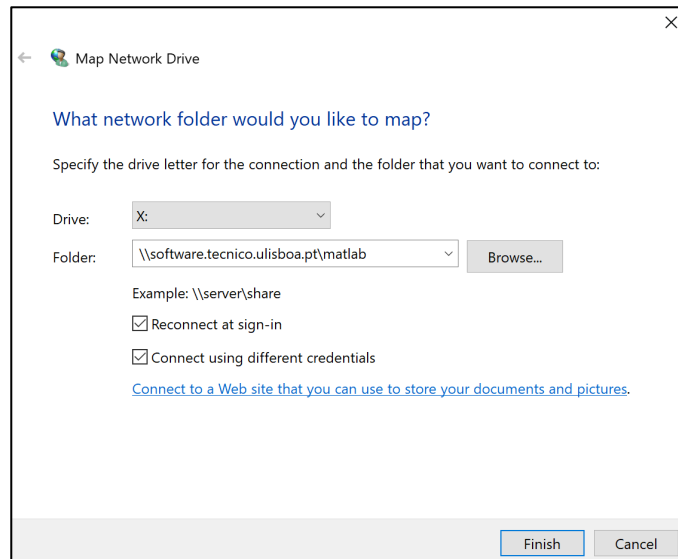 Map Network Drive
What network folder would you like to map?
Specify the drive letter for the connection and the folder that you want to connect to:
Drive: X:
Folder: \\software.tecnico.ulisboa.pt\matlab Browse...
Example: \\server\share
Reconnect at sign-in
Connect using different credentials
Connect to a Web site that you can use to store your documents and pictures.
Finish Cancel